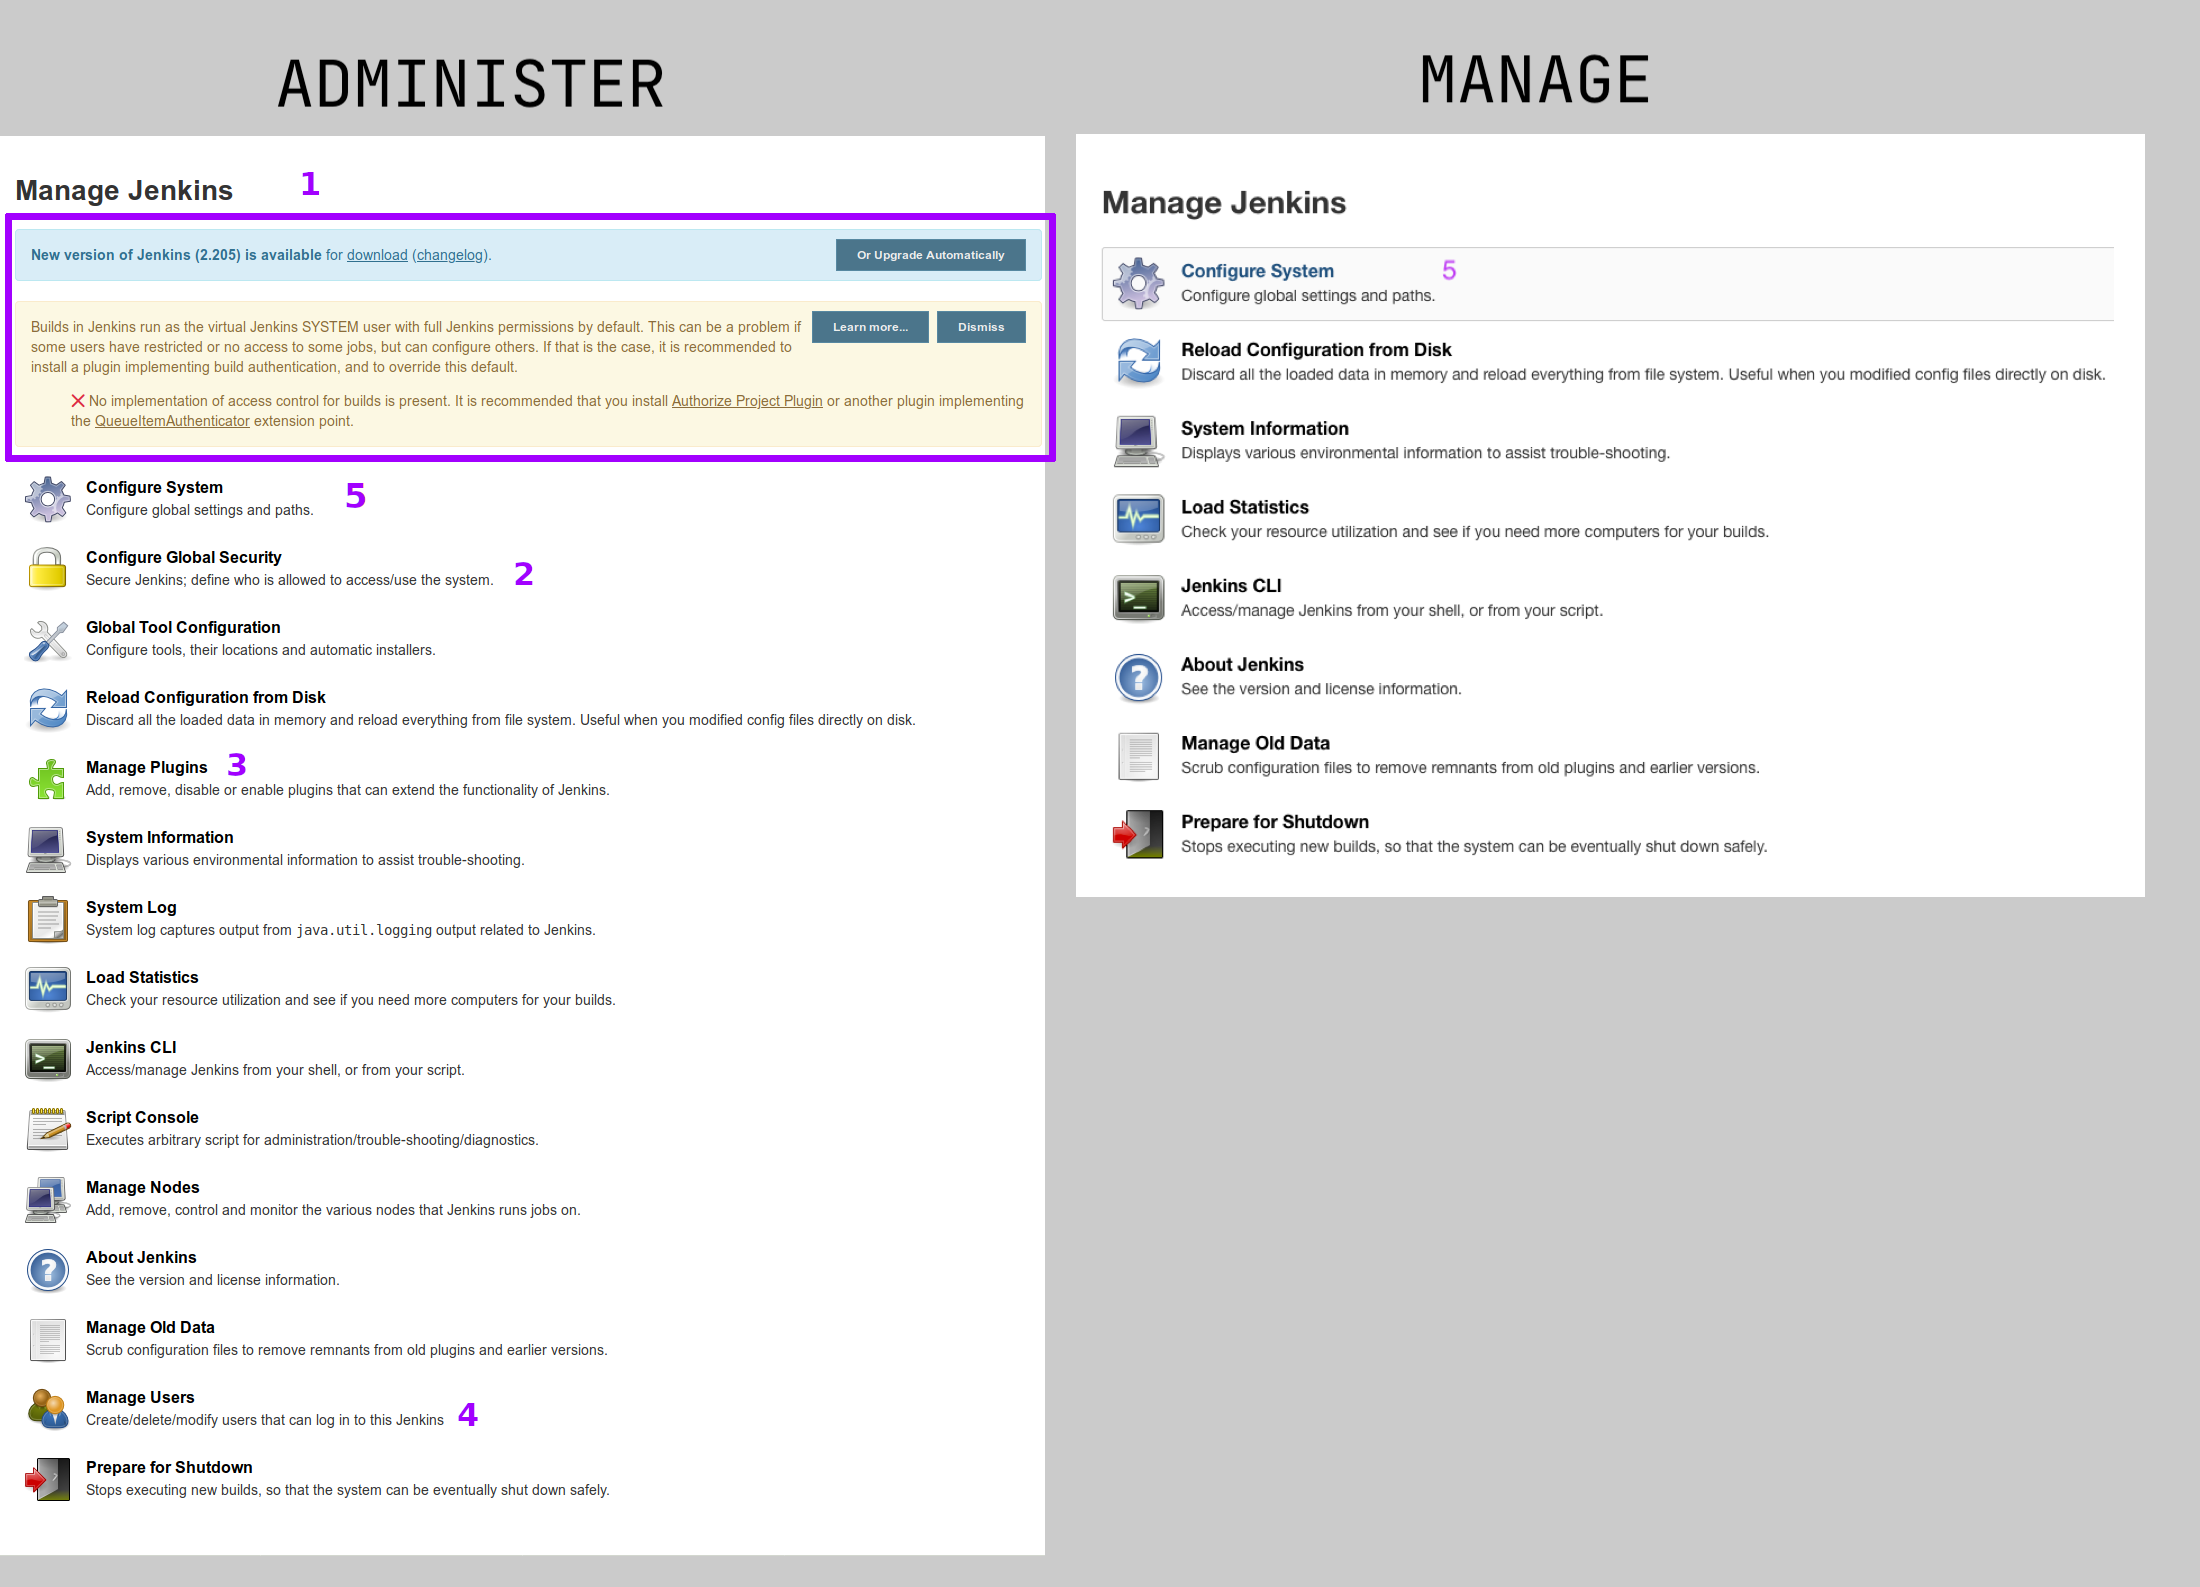 ADMINISTER
Manage Jenkins 1
New version of Jenkins (2.205) is available for download (changelog). Or Upgrade Automatically
Builds in Jenkins run as the virtual Jenkins SYSTEM user with full Jenkins permissions by default. This can be a problem if Learn more... Dismiss
some users have restricted or no access to some jobs, but can configure others. If that is the case, it is recommended to
install a plugin implementing build authentication, and to override this default.
No implementation of access control for builds is present. It is recommended that you install Authorize Project Plugin or another plugin implementing
the QueueItemAuthenticator extension point.
Configure System 5
Configure global settings and paths.
Configure Global Security
Secure Jenkins; define who is allowed to access/use the system. 2
Global Tool Configuration
Configure tools, their locations and automatic installers.
Reload Configuration from Disk
Discard all the loaded data in memory and reload everything from file system. Useful when you modified config files directly on disk.
Manage Plugins 3
Add, remove, disable or enable plugins that can extend the functionality of Jenkins.
System Information
Displays various environmental information to assist trouble-shooting.
System Log
System log captures output from java.util.logging output related to Jenkins.
Load Statistics
Check your resource utilization and see if you need more computers for your builds.
Jenkins CLI
Access/manage Jenkins from your shell, or from your script.
Script Console
Executes arbitrary script for administration/trouble-shooting/diagnostics.
Manage Nodes
Add, remove, control and monitor the various nodes that Jenkins runs jobs on.
About Jenkins
See the version and license information.
Manage Old Data
Scrub configuration files to remove remnants from old plugins and earlier versions.
Manage Users
Create/delete/modify users that can log in to this Jenkins 4
Prepare for Shutdown
Stops executing new builds, so that the system can be eventually shut down safely.
MANAGE
Manage Jenkins
Configure System 5
Configure global settings and paths.
Reload Configuration from Disk
Discard all the loaded data in memory and reload everything from file system. Useful when you modified config files directly on disk.
System Information
Displays various environmental information to assist trouble-shooting.
Load Statistics
Check your resource utilization and see if you need more computers for your builds.
Jenkins CLI
Access/manage Jenkins from your shell, or from your script.
About Jenkins
See the version and license information.
Manage Old Data
Scrub configuration files to remove remnants from old plugins and earlier versions.
Prepare for Shutdown
Stops executing new builds, so that the system can be eventually shut down safely.